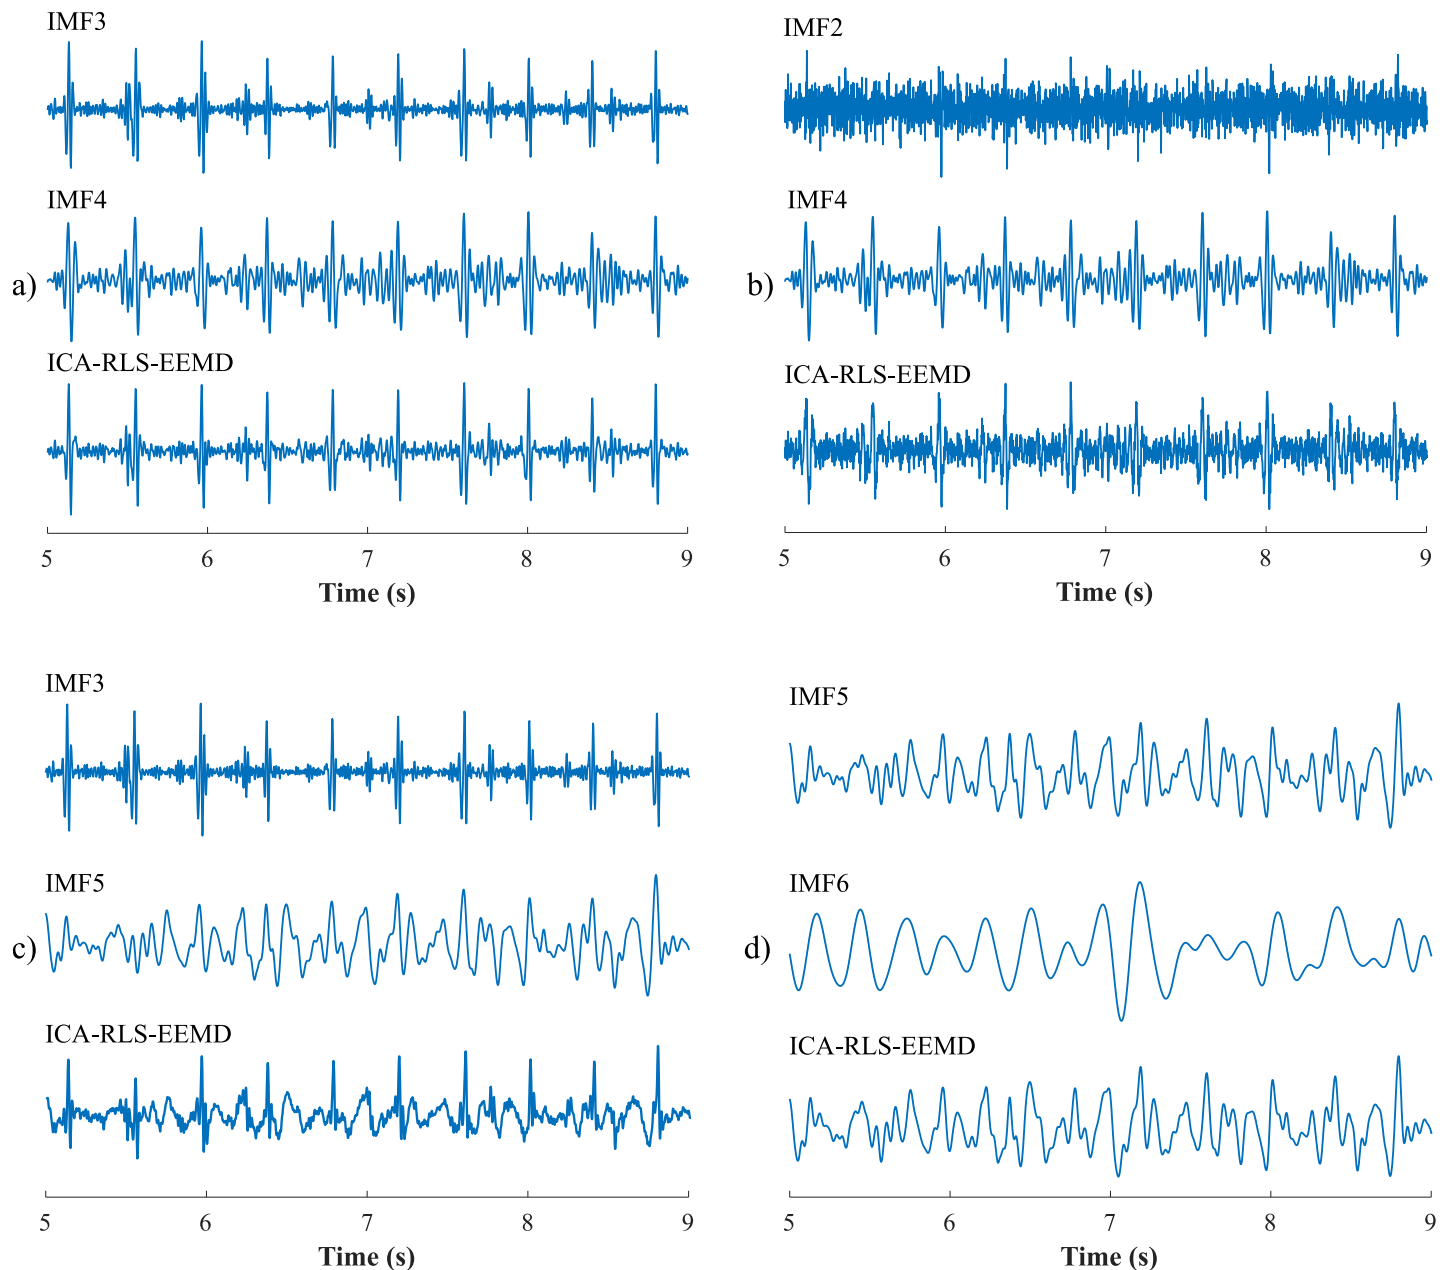 IMF3
IMF4
a)
ICA-RLS-EEMD
5 6 7 8 9
Time (s)
IMF2
IMF4
b)
ICA-RLS-EEMD
5 6 7 8 9
Time (s)
IMF3
IMF5
c)
ICA-RLS-EEMD
5 6 7 8 9
Time (s)
IMF5
IMF6
d)
ICA-RLS-EEMD
5 6 7 8 9
Time (s)